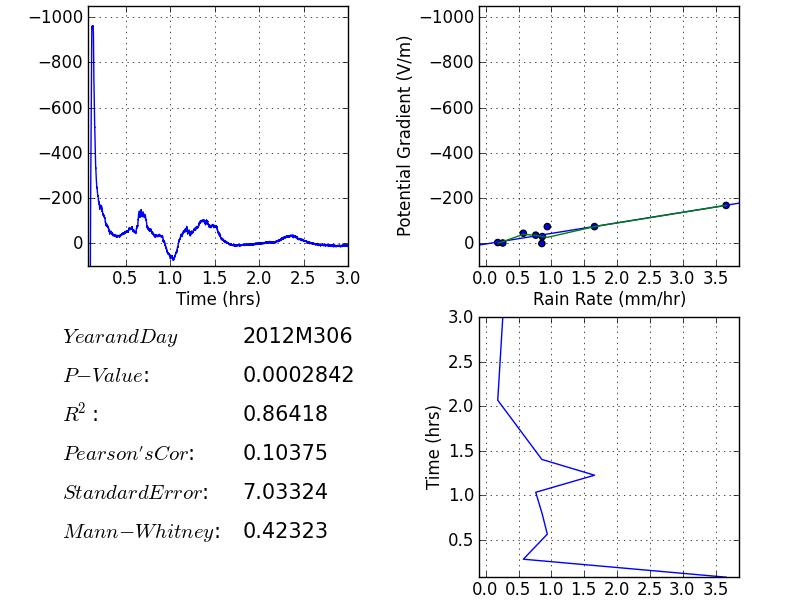 −1000
−800
−600
−400
−200
0
0.5 1.0 1.5 2.0 2.5 3.0
Time (hrs)
Potential Gradient (V/m)
−1000
−800
−600
−400
−200
0
0.0 0.5 1.0 1.5 2.0 2.5 3.0 3.5
Rain Rate (mm/hr)
YearandDay 2012M306
P−Value: 0.0002842
R²: 0.86418
Pearson'sCor: 0.10375
StandardError: 7.03324
Mann−Whitney: 0.42323
Time (hrs)
3.0
2.5
2.0
1.5
1.0
0.5
0.0 0.5 1.0 1.5 2.0 2.5 3.0 3.5